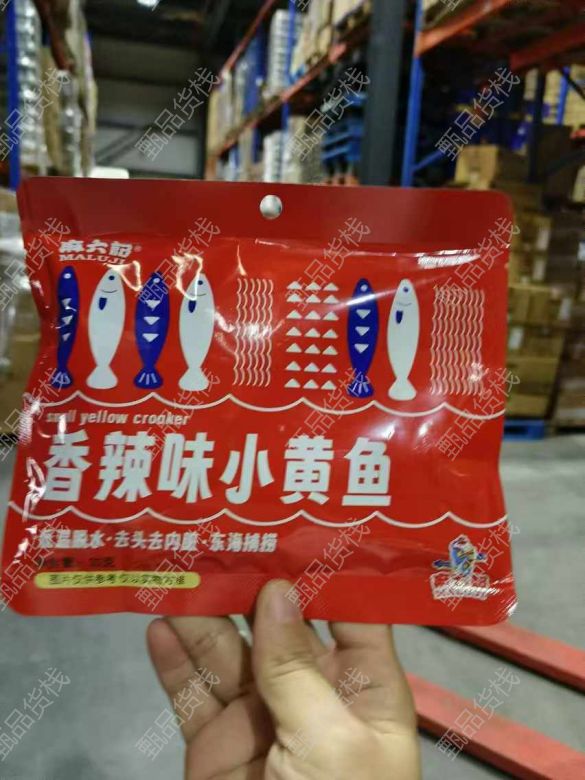 麻六记®
MALUJI
small yellow croaker
香辣味小黄鱼
低温脱水·去头去内脏·东海捕捞
图片仅供参考 仅以实物为准
甄品货栈